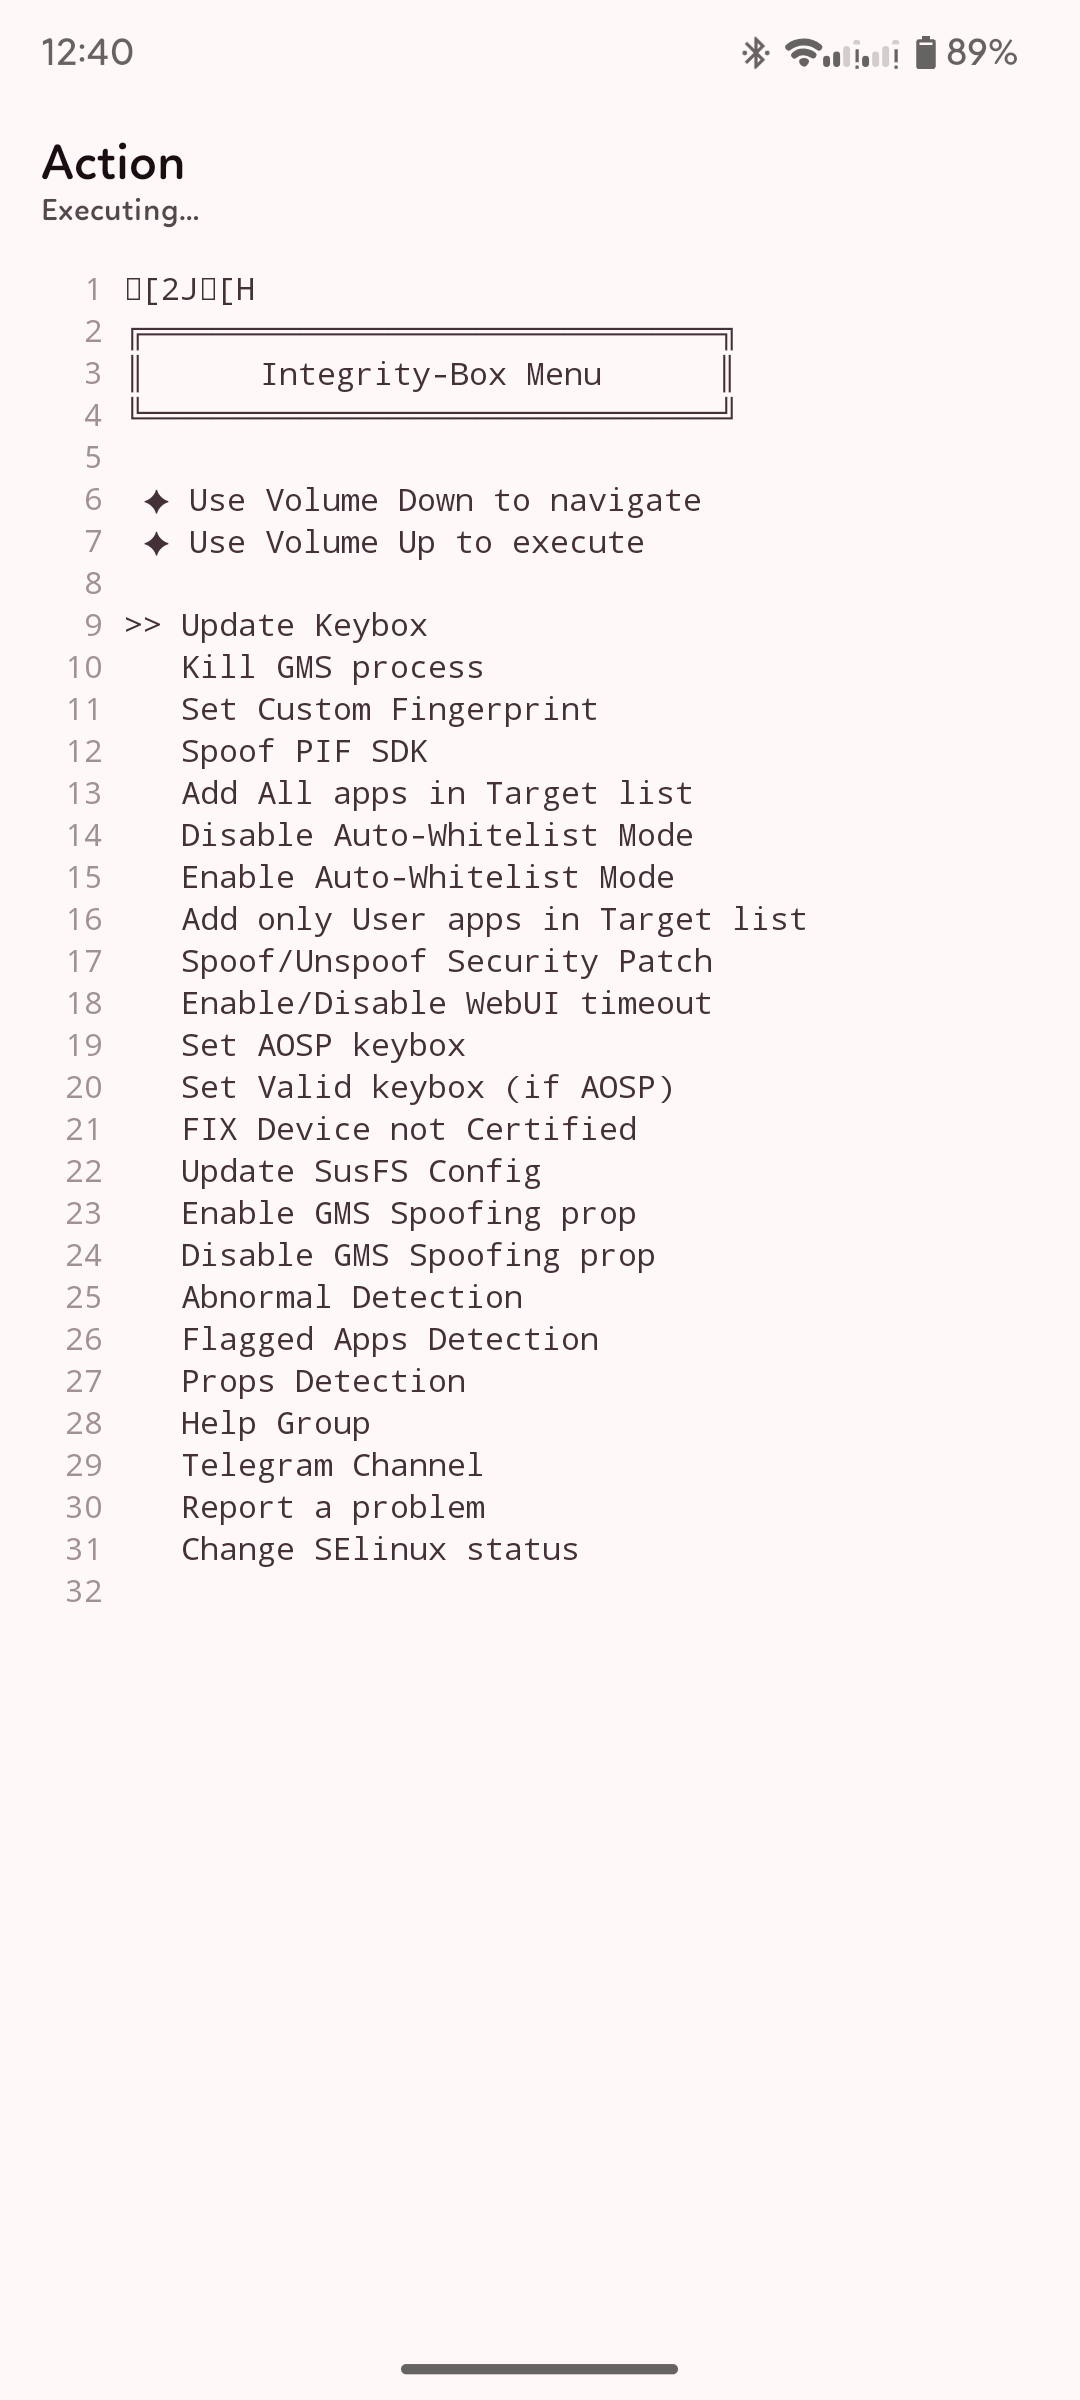 12:40 89%
Action
Executing...
1 ▯[2J▯[H
2 ╔══════════════════════════════╗
3 ║ Integrity-Box Menu ║
4 ╚══════════════════════════════╝
5
6 ✦ Use Volume Down to navigate
7 ✦ Use Volume Up to execute
8
9 >> Update Keybox
10 Kill GMS process
11 Set Custom Fingerprint
12 Spoof PIF SDK
13 Add All apps in Target list
14 Disable Auto-Whitelist Mode
15 Enable Auto-Whitelist Mode
16 Add only User apps in Target list
17 Spoof/Unspoof Security Patch
18 Enable/Disable WebUI timeout
19 Set AOSP keybox
20 Set Valid keybox (if AOSP)
21 FIX Device not Certified
22 Update SusFS Config
23 Enable GMS Spoofing prop
24 Disable GMS Spoofing prop
25 Abnormal Detection
26 Flagged Apps Detection
27 Props Detection
28 Help Group
29 Telegram Channel
30 Report a problem
31 Change SElinux status
32